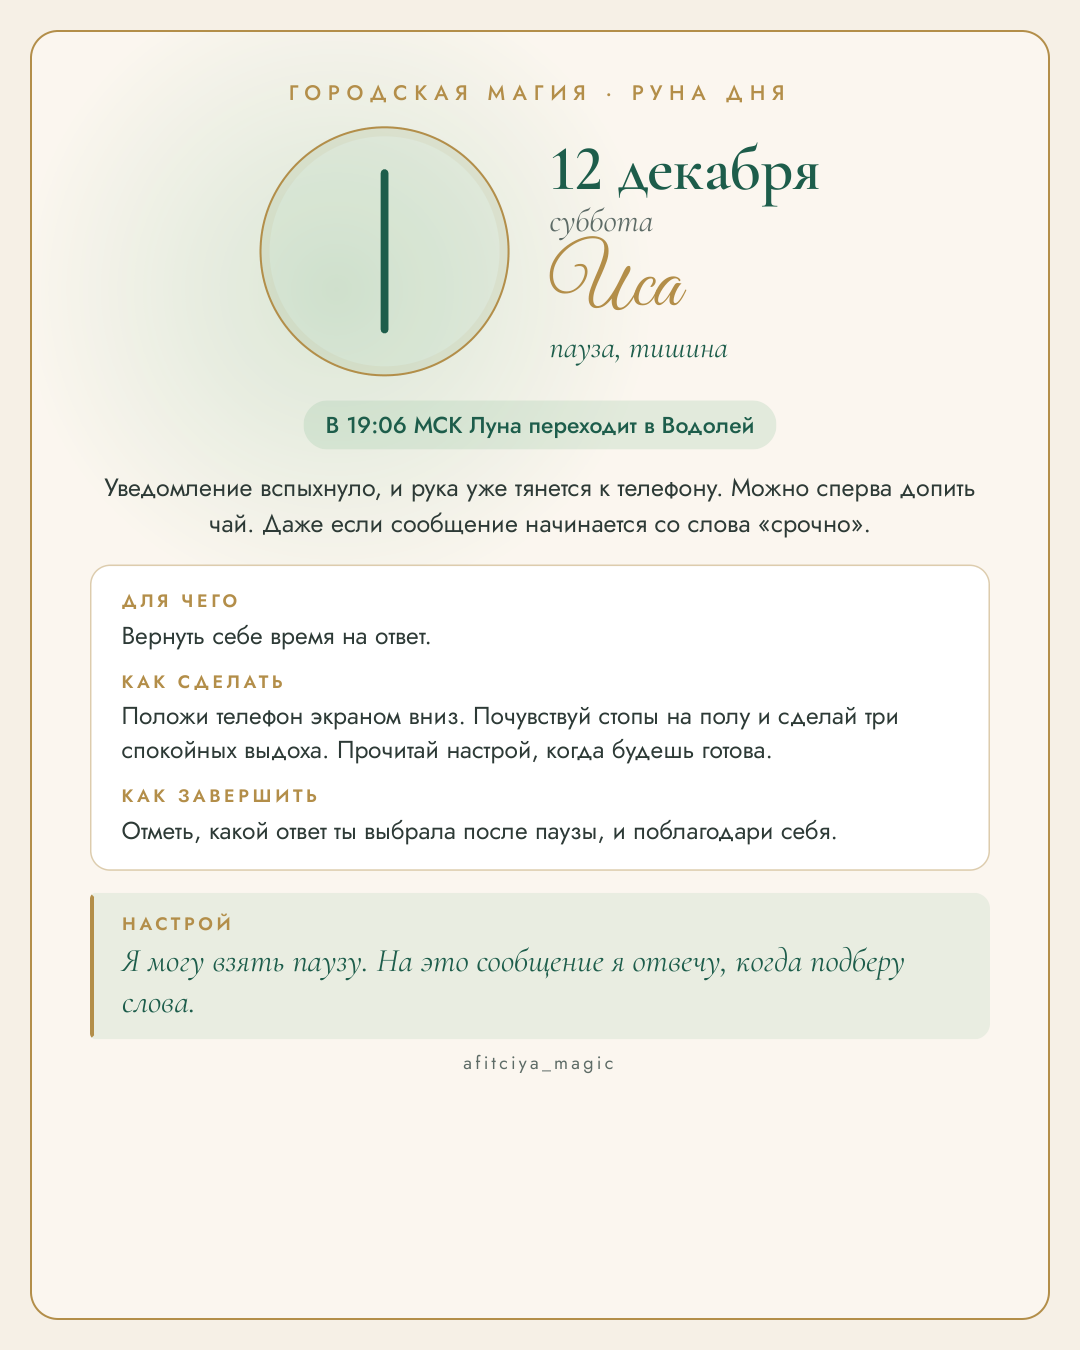 ГОРОДСКАЯ МАГИЯ · РУНА ДНЯ
12 декабря
суббота
Иса
пауза, тишина
В 19:06 МСК Луна переходит в Водолей
Уведомление вспыхнуло, и рука уже тянется к телефону. Можно сперва допить
чай. Даже если сообщение начинается со слова «срочно».
ДЛЯ ЧЕГО
Вернуть себе время на ответ.
КАК СДЕЛАТЬ
Положи телефон экраном вниз. Почувствуй стопы на полу и сделай три
спокойных выдоха. Прочитай настрой, когда будешь готова.
КАК ЗАВЕРШИТЬ
Отметь, какой ответ ты выбрала после паузы, и поблагодари себя.
НАСТРОЙ
Я могу взять паузу. На это сообщение я отвечу, когда подберу
слова.
afitciya_magic